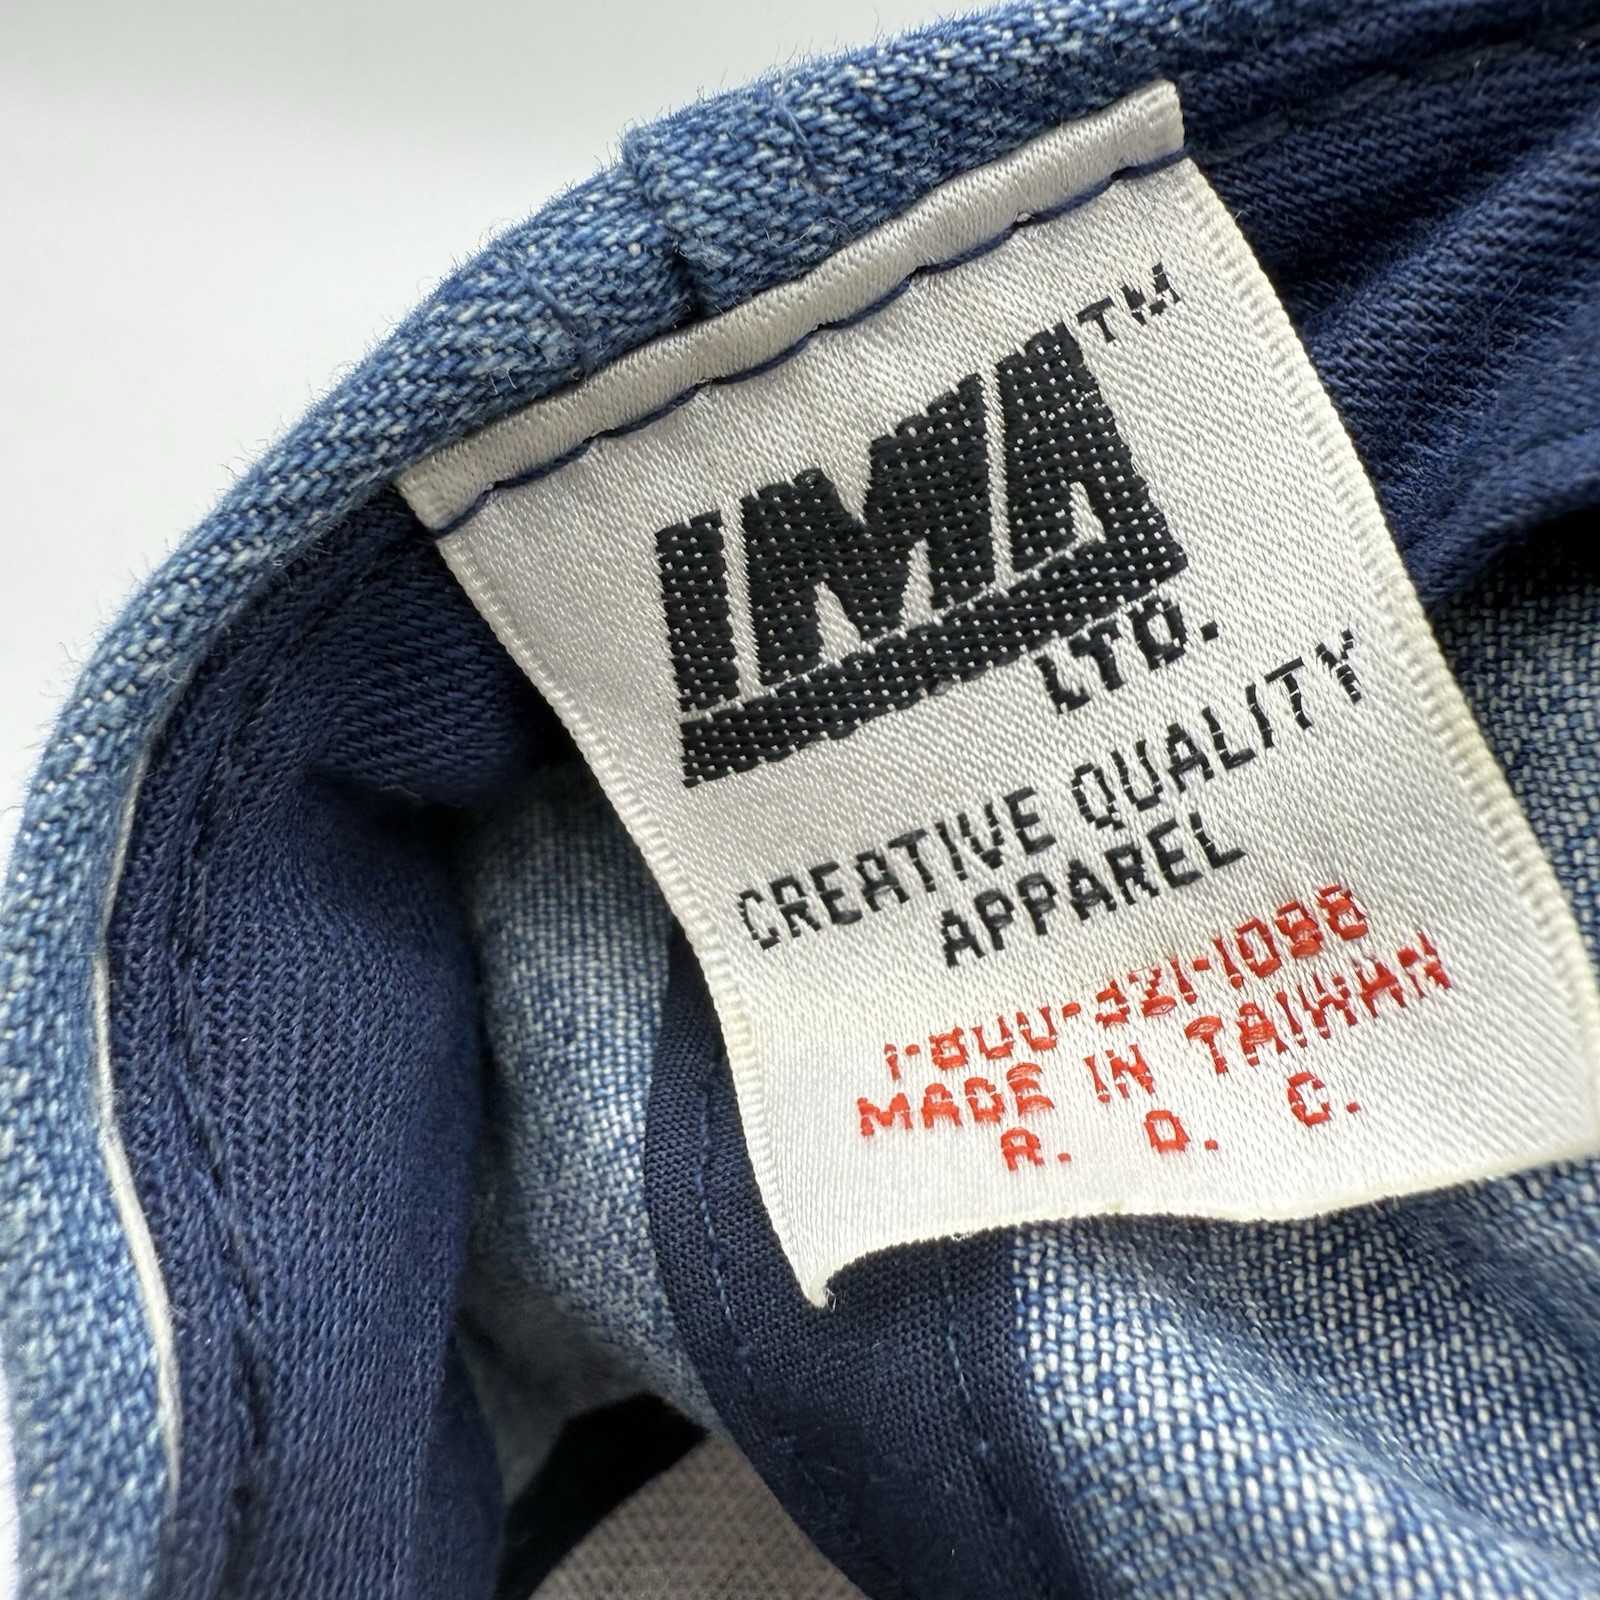 IMA™
LTD.
CREATIVE QUALITY
APPAREL
1-800-321-1088
MADE IN TAIWAN
R. O. C.